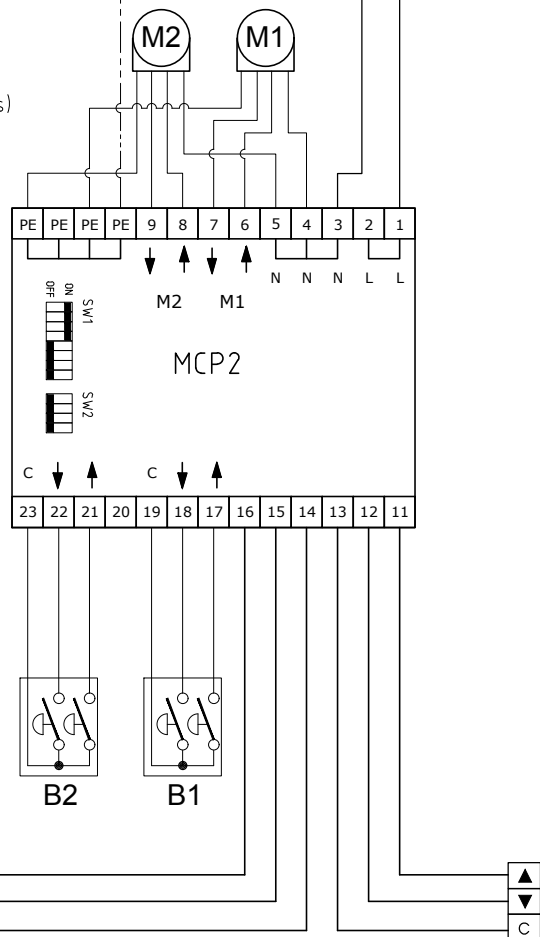 M2 M1
s)
PE PE PE PE 9 8 7 6 5 4 3 2 1
N N N L L
M2 M1
OFF ON
SW1
MCP2
SW2
C C
23 22 21 20 19 18 17 16 15 14 13 12 11
B2 B1
▲
▼
C